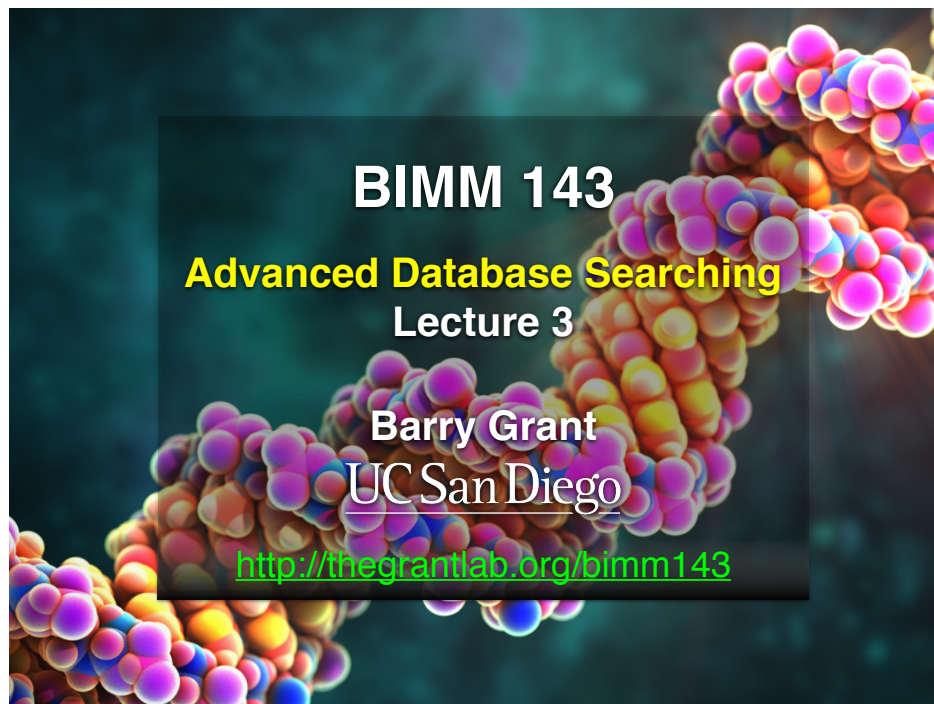 BIMM 143
Advanced Database Searching
Lecture 3
Barry Grant
UC San Diego
http://thegrantlab.org/bimm143